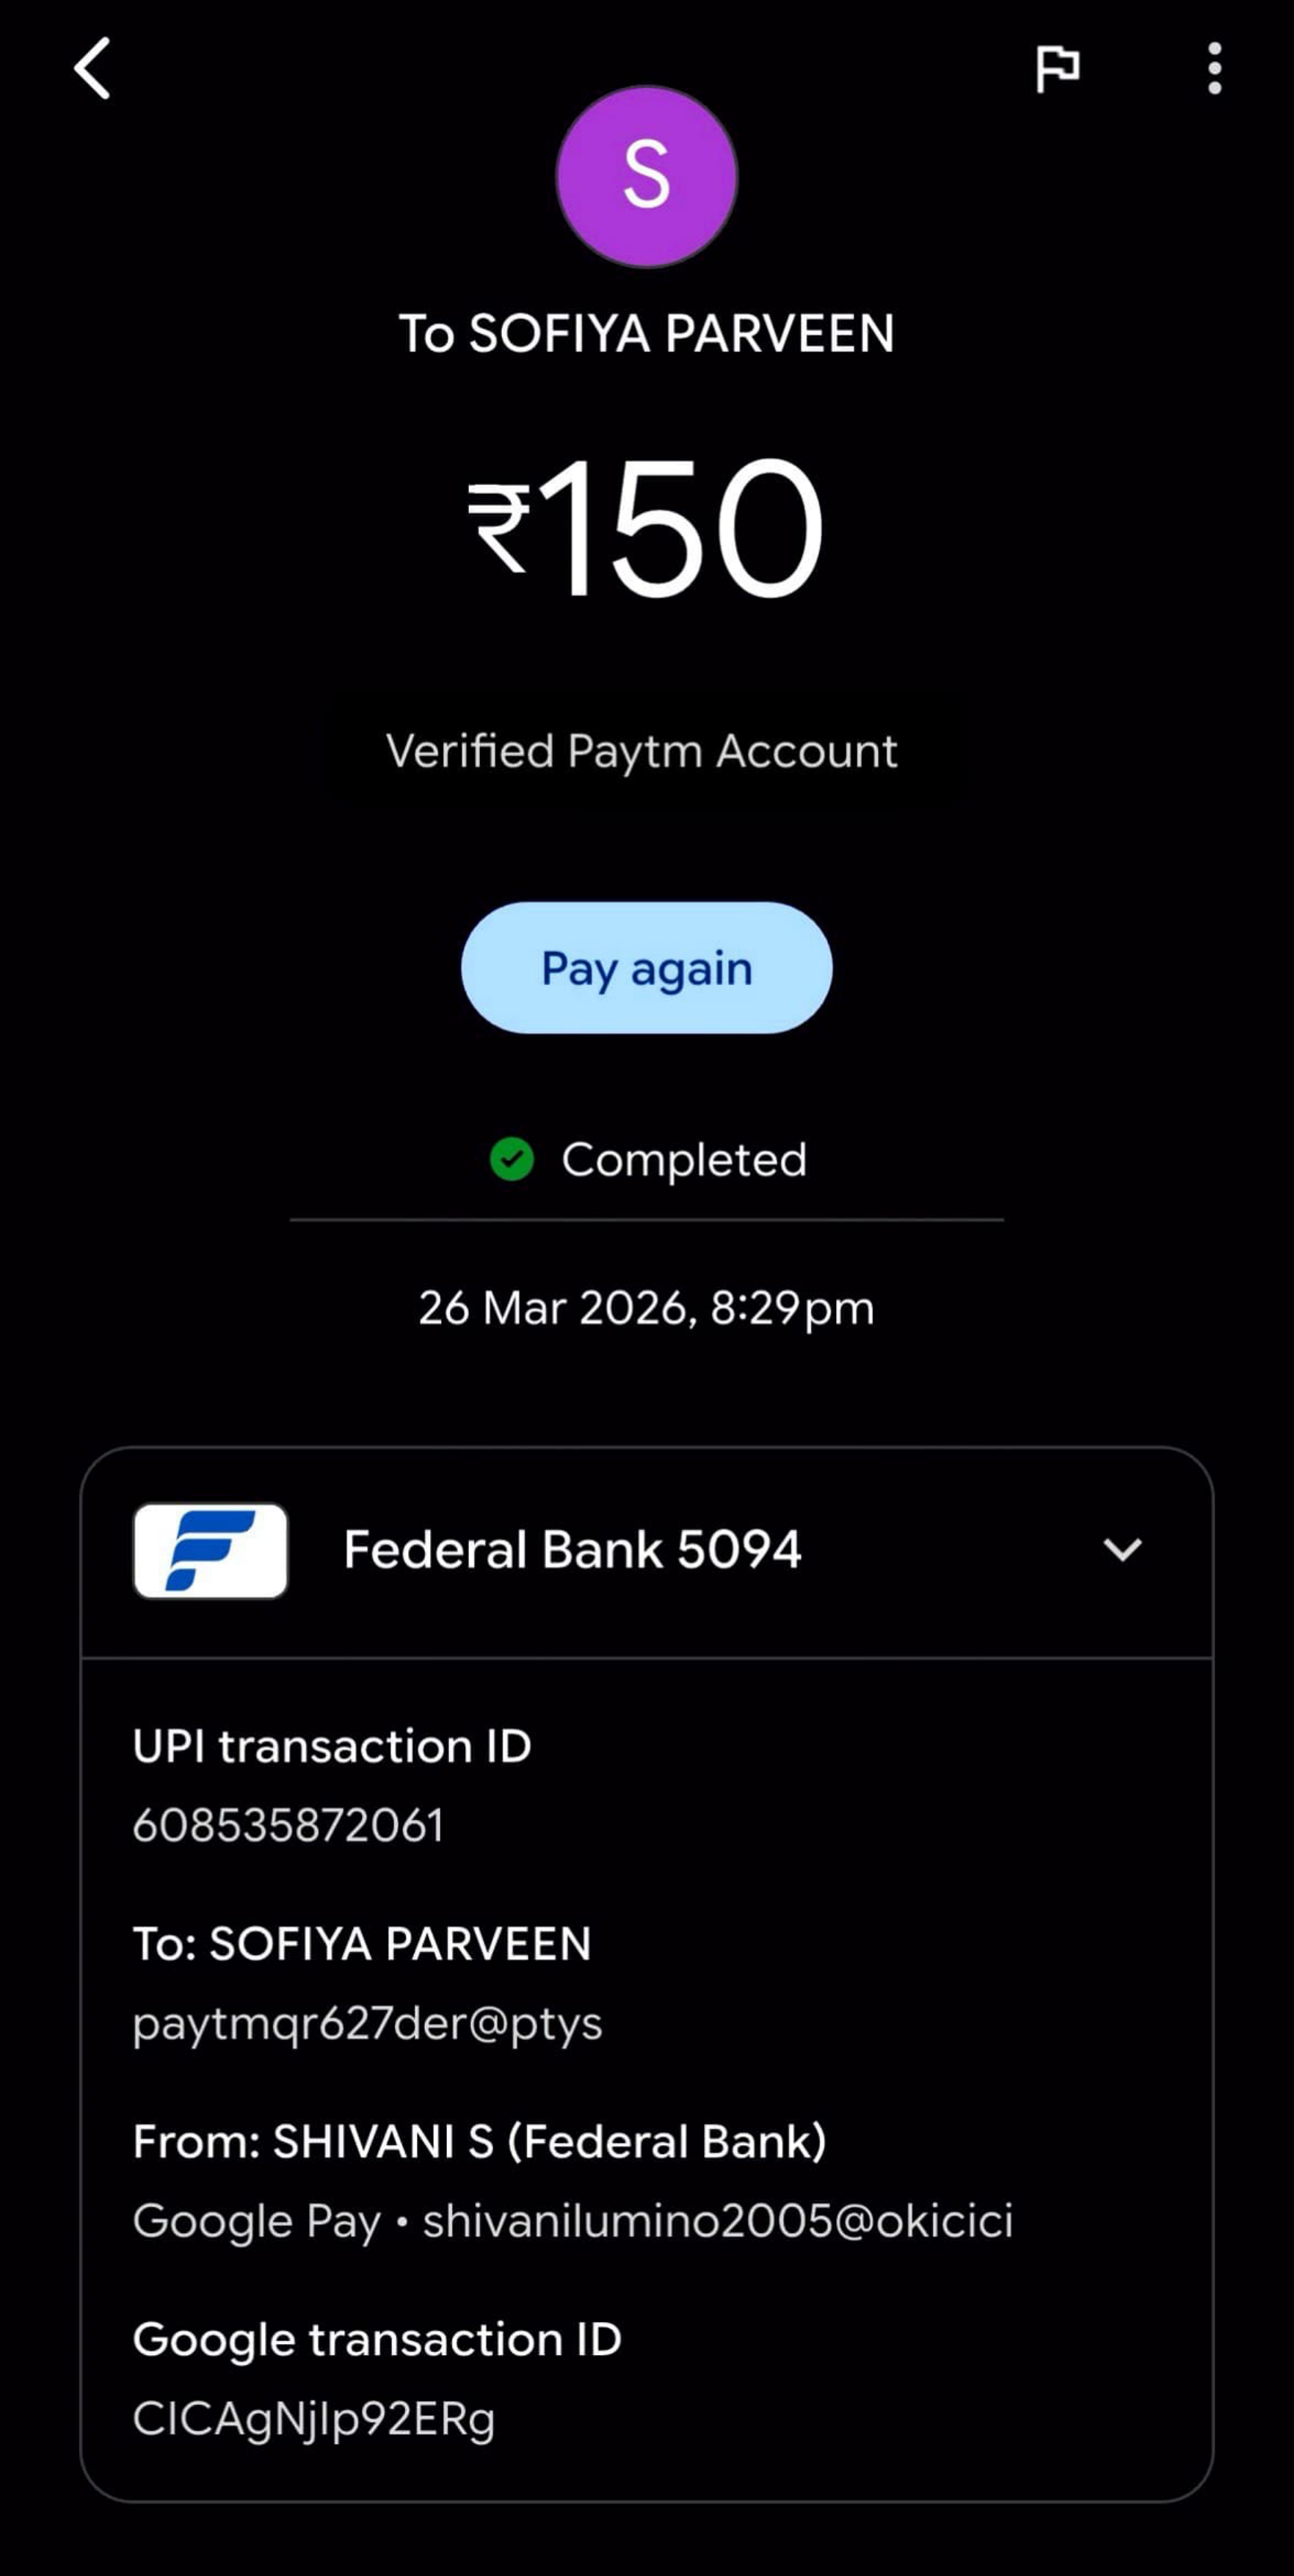 S
To SOFIYA PARVEEN
₹150
Verified Paytm Account
Pay again
Completed
26 Mar 2026, 8:29pm
Federal Bank 5094
UPI transaction ID
608535872061
To: SOFIYA PARVEEN
paytmqr627der@ptys
From: SHIVANI S (Federal Bank)
Google Pay • shivanilumino2005@okicici
Google transaction ID
CICAgNjIp92ERg